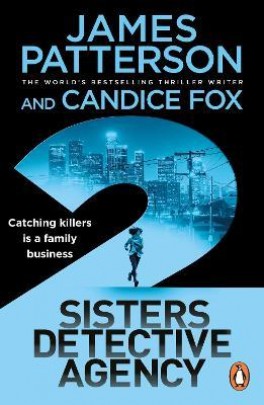 JAMES
PATTERSON
THE WORLD'S BESTSELLING THRILLER WRITER
AND CANDICE FOX
2
Catching killers
is a family
business
SISTERS
DETECTIVE
AGENCY